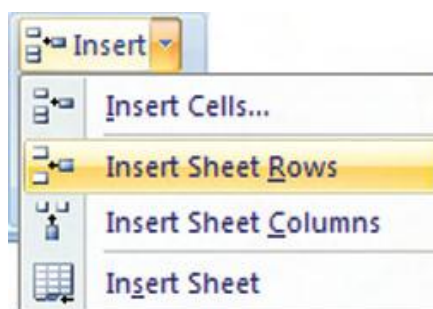 Insert
Insert Cells...
Insert Sheet Rows
Insert Sheet Columns
Insert Sheet